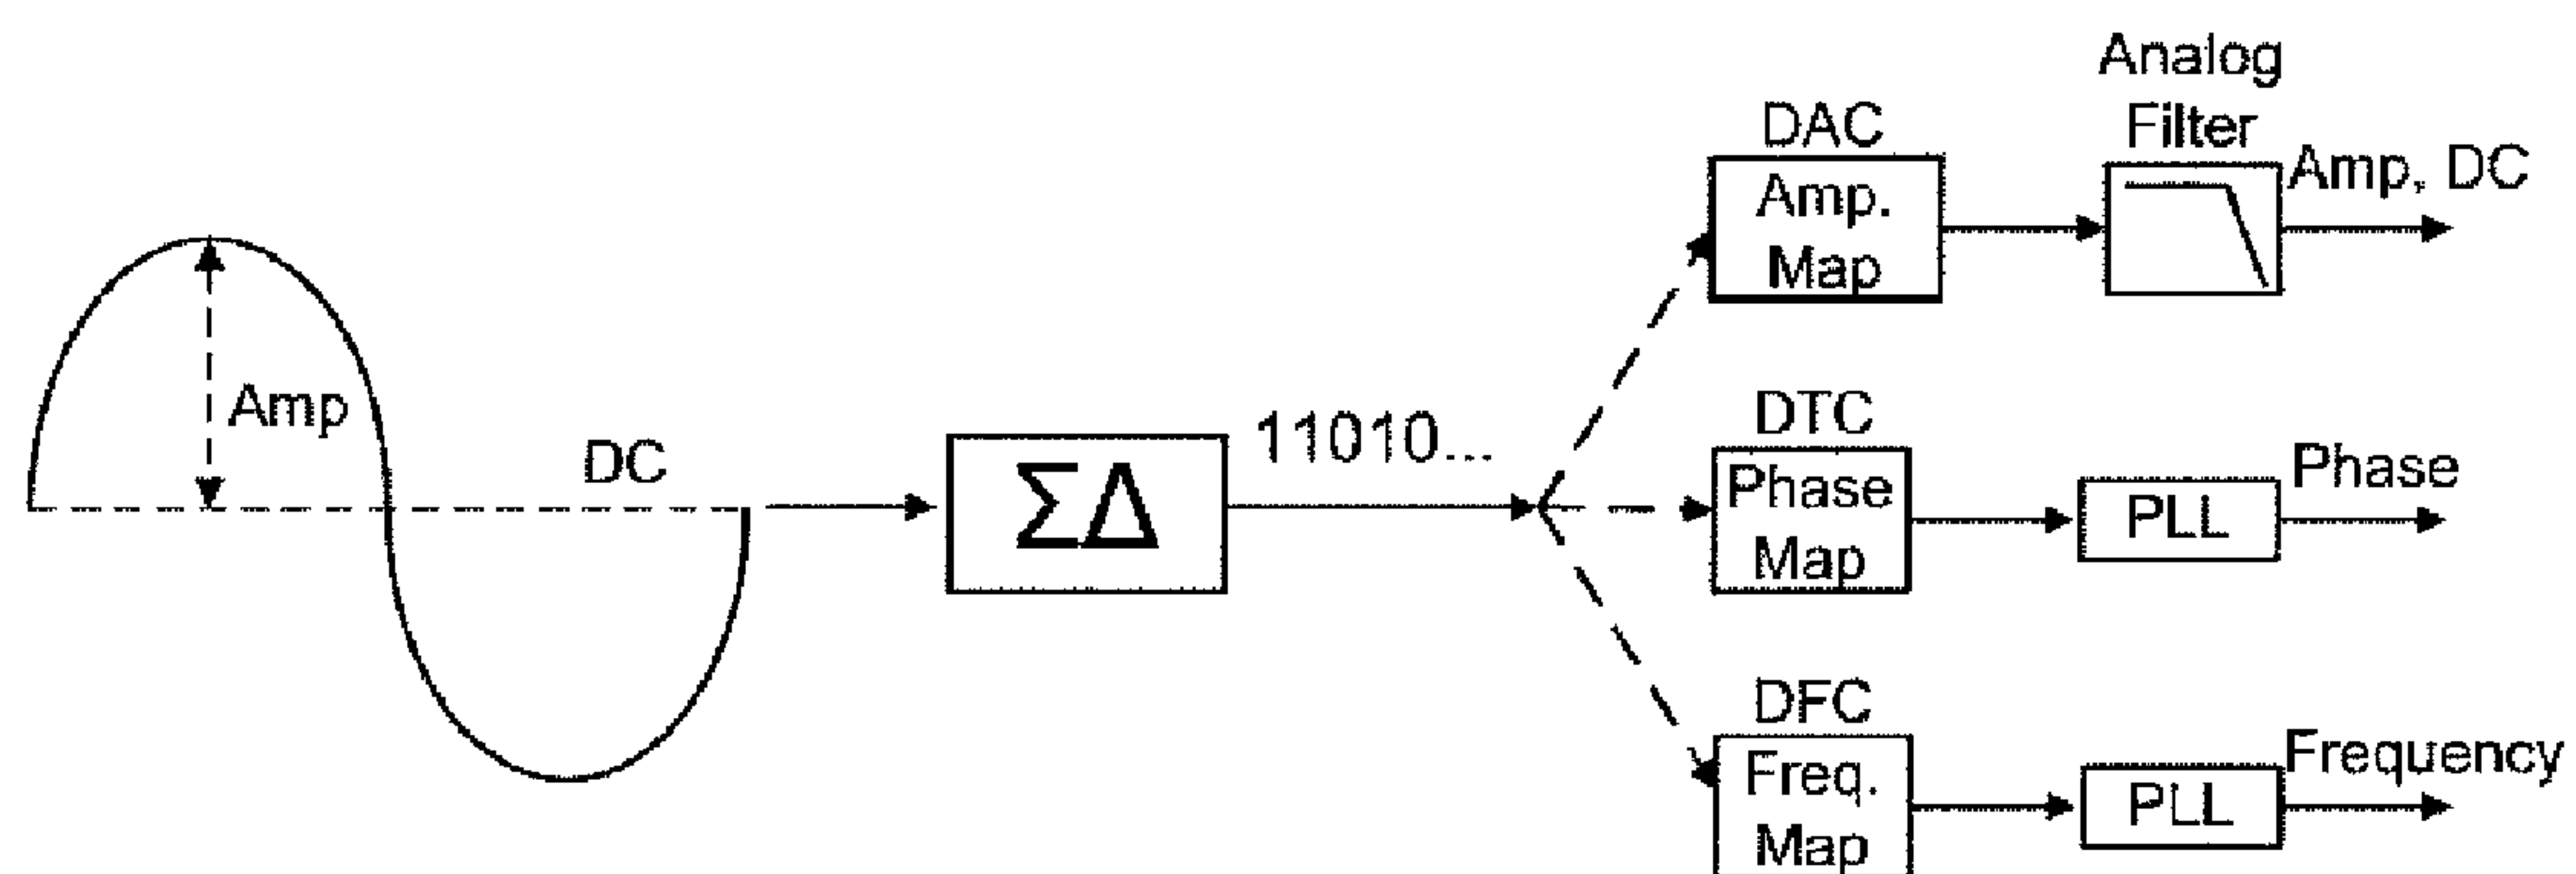 Amp
DC
ΣΔ
11010...
DAC
Amp.
Map
Analog
Filter
Amp, DC
DTC
Phase
Map
PLL
Phase
DFC
Freq.
Map
PLL
Frequency